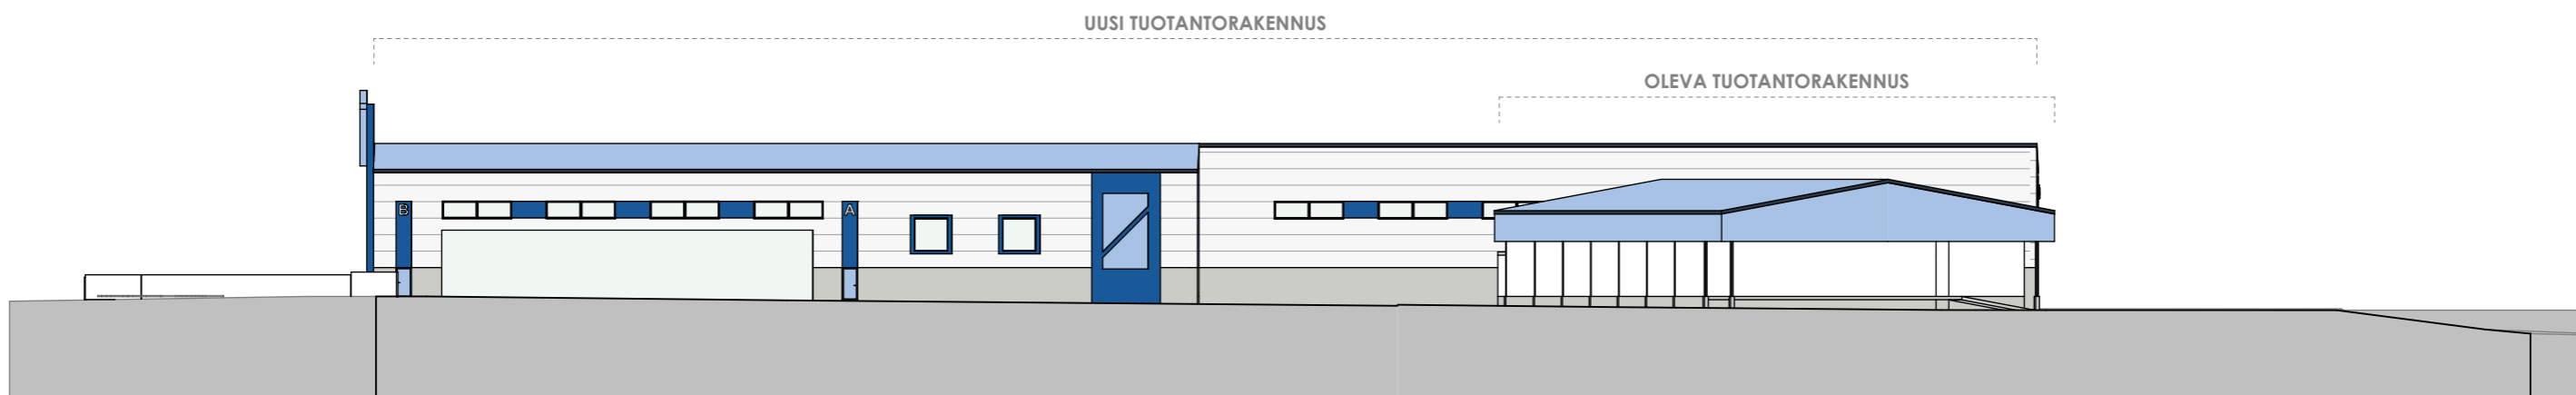 UUSI TUOTANTORAKENNUS
OLEVA TUOTANTORAKENNUS
B
A